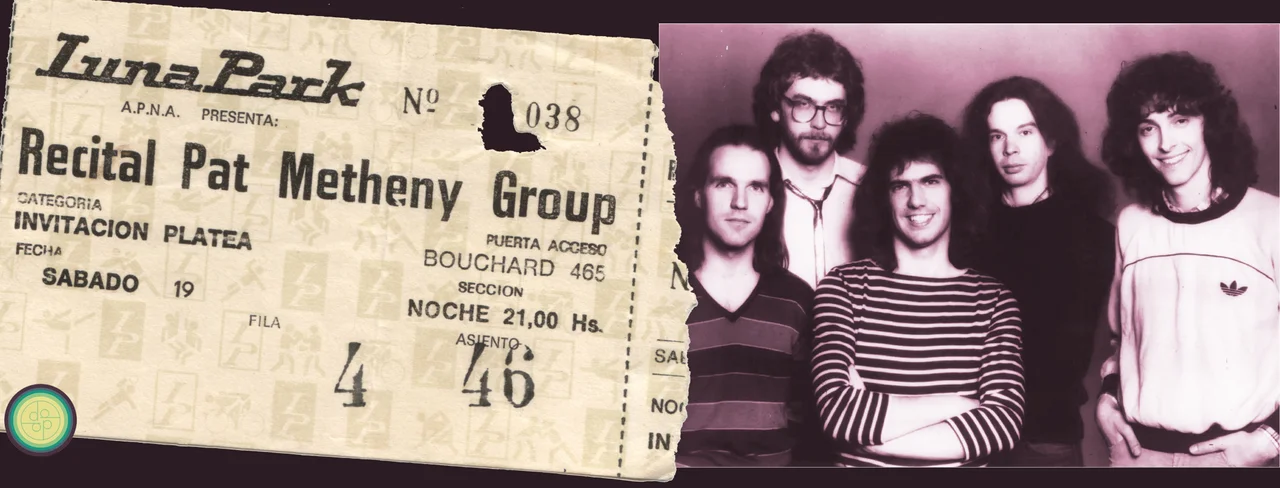 Luna Park
A.P.N.A. PRESENTA:
Nº 038
Recital Pat Metheny Group
CATEGORIA
INVITACION PLATEA
FECHA
SABADO 19
PUERTA ACCESO
BOUCHARD 465
SECCION
NOCHE 21,00 Hs.
FILA
4
ASIENTO
46
IN